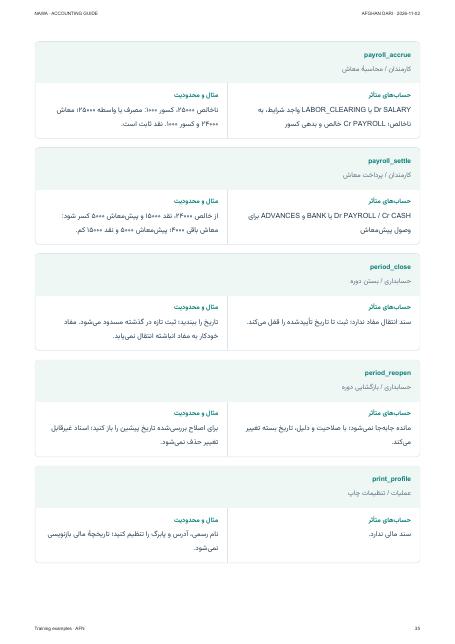 NAWA · ACCOUNTING GUIDE
AFGHAN DARI · 2026-11-02
payroll_accrue
کارمندان / محاسبهٔ معاش
حساب‌های متأثر
Dr SALARY یا LABOR_CLEARING واجد شرایط، به
ناخالص؛ Cr PAYROLL خالص و بدهی کسور
مثال و محدودیت
ناخالص ۲۵۰۰۰، کسور ۱۰۰۰: مصرف یا واسطه ۲۵۰۰۰؛ معاش
۲۴۰۰۰ و کسور ۱۰۰۰. نقد ثابت است.
payroll_settle
کارمندان / پرداخت معاش
حساب‌های متأثر
Dr PAYROLL / Cr CASH یا BANK و ADVANCES برای
وصول پیش‌معاش
مثال و محدودیت
از خالص ۲۴۰۰۰، نقد ۱۵۰۰۰ و پیش‌معاش ۵۰۰۰ کسر شود:
معاش باقی ۴۰۰۰؛ پیش‌معاش ۵۰۰۰ و نقد ۱۵۰۰۰ کم.
period_close
حسابداری / بستن دوره
حساب‌های متأثر
سند انتقال مفاد ندارد؛ ثبت تا تاریخ تأییدشده را قفل می‌کند.
مثال و محدودیت
تاریخ را ببندید؛ ثبت تازه در گذشته مسدود می‌شود. مفاد
خودکار به مفاد انباشته انتقال نمی‌یابد.
period_reopen
حسابداری / بازگشایی دوره
حساب‌های متأثر
مانده جابه‌جا نمی‌شود؛ با صلاحیت و دلیل، تاریخ بسته تغییر
می‌کند.
مثال و محدودیت
برای اصلاح بررسی‌شده تاریخ پیشین را باز کنید؛ اسناد غیرقابل
تغییر حذف نمی‌شود.
print_profile
عملیات / تنظیمات چاپ
حساب‌های متأثر
سند مالی ندارد.
مثال و محدودیت
نام رسمی، آدرس و پابرگ را تنظیم کنید؛ تاریخچهٔ مالی بازنویسی
نمی‌شود.
Training examples · AFN
35